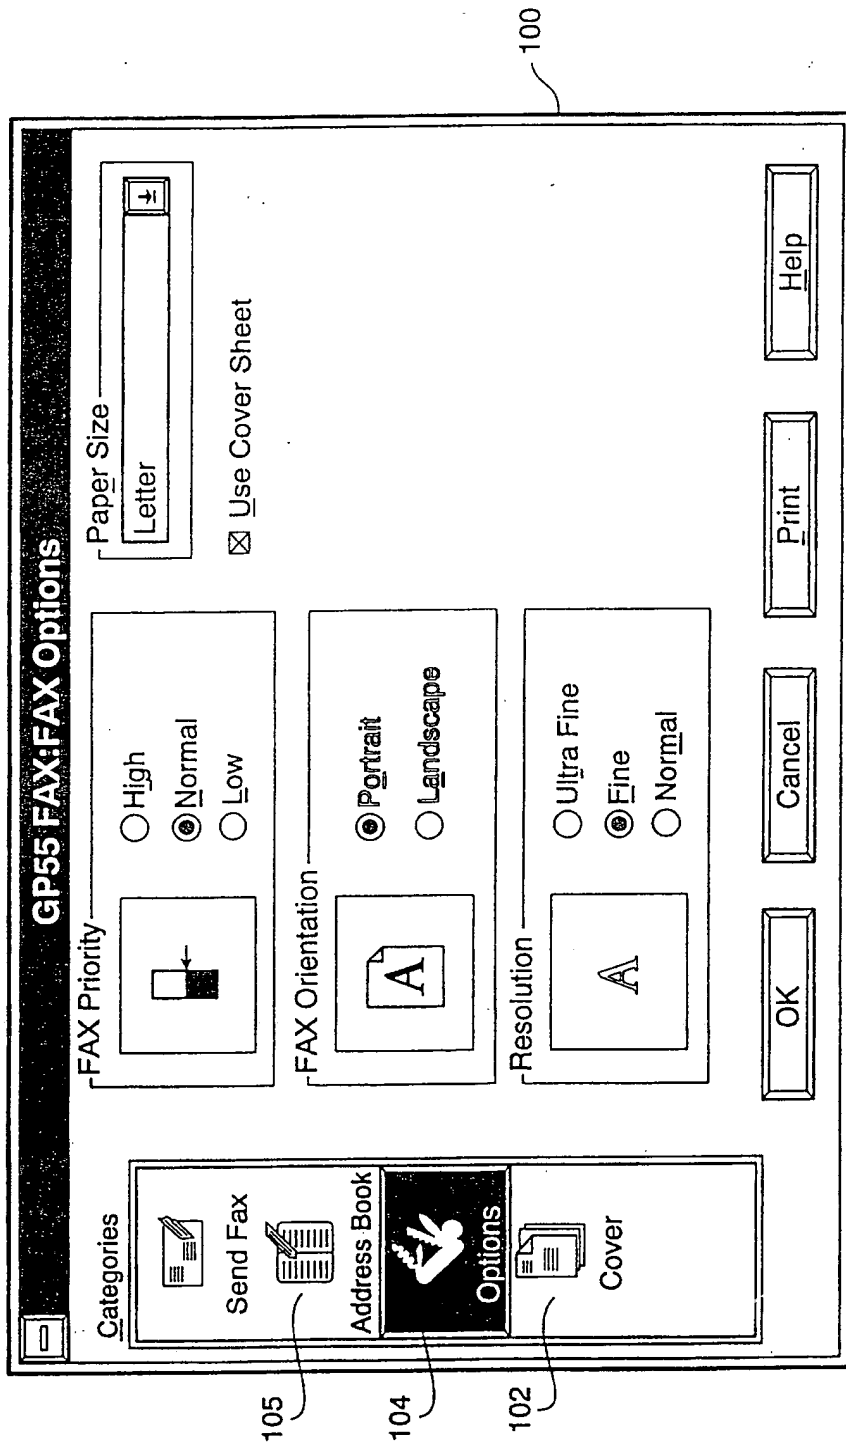 GP55 FAX:FAX Options
Categories
Send Fax
Address Book
Options
Cover
FAX Priority
High
Normal
Low
FAX Orientation
Portrait
Landscape
Resolution
Ultra Fine
Fine
Normal
Paper Size
Letter
Use Cover Sheet
OK
Cancel
Print
Help
100
105
104
102
A
A